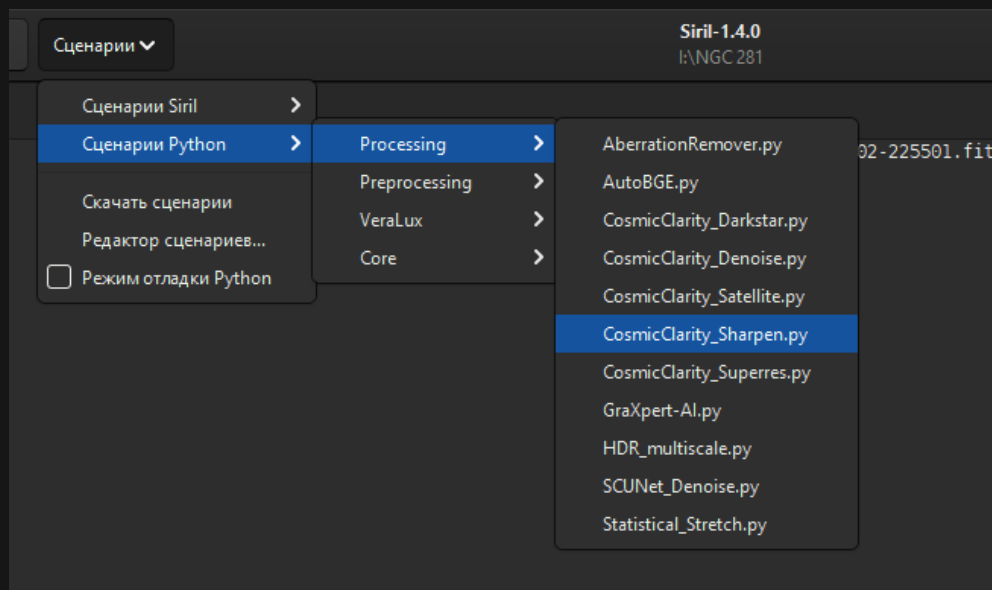 Сценарии
Siril-1.4.0
I:\NGC 281
Сценарии Siril
Сценарии Python
Скачать сценарии
Редактор сценариев...
Режим отладки Python
Processing
Preprocessing
VeraLux
Core
AberrationRemover.py
AutoBGE.py
CosmicClarity_Darkstar.py
CosmicClarity_Denoise.py
CosmicClarity_Satellite.py
CosmicClarity_Sharpen.py
CosmicClarity_Superres.py
GraXpert-AI.py
HDR_multiscale.py
SCUNet_Denoise.py
Statistical_Stretch.py
02-225501.fit